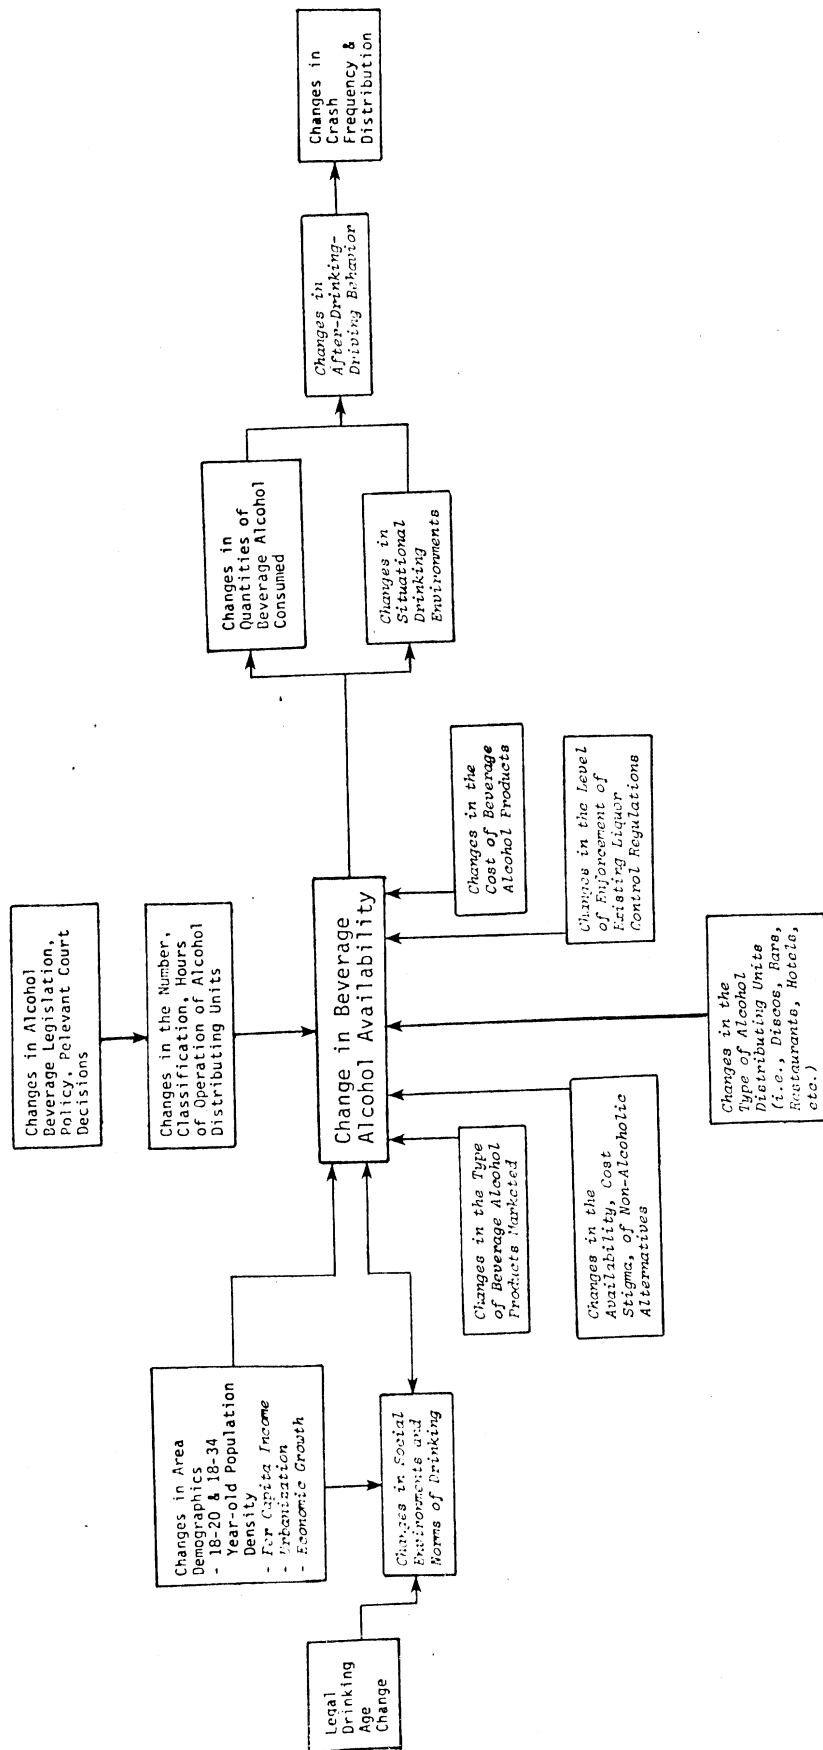 Legal
Drinking
Age
Change
Changes in Area
Demographics
- 18-20 & 18-34
Year-old Population
Density
- Per Capita Income
- Urbanization
- Economic Growth
Changes in Social
Environments and
Norms of Drinking
Changes in Alcohol
Beverage Legislation,
Policy, Relevant Court
Decisions
Changes in the Number,
Classification, Hours
of Operation of Alcohol
Distributing Units
Change in Beverage
Alcohol Availability
Changes in the Type
of Beverage Alcohol
Products Marketed
Changes in the
Cost of Beverage
Alcohol Products
Changes in the
Availability, Cost
Stigma, of Non-Alcoholic
Alternatives
Changes in the Level
of Enforcement of
Existing Liquor
Control Regulations
Changes in the
Type of Alcohol
Distributing Units
(i.e., Discos, Bars,
Restaurants, Hotels,
etc.)
Changes in
Quantities of
Beverage Alcohol
Consumed
Changes in
Situational
Drinking
Environments
Changes in
After-Drinking-
Driving Behavior
Changes in
Crash
Frequency &
Distribution